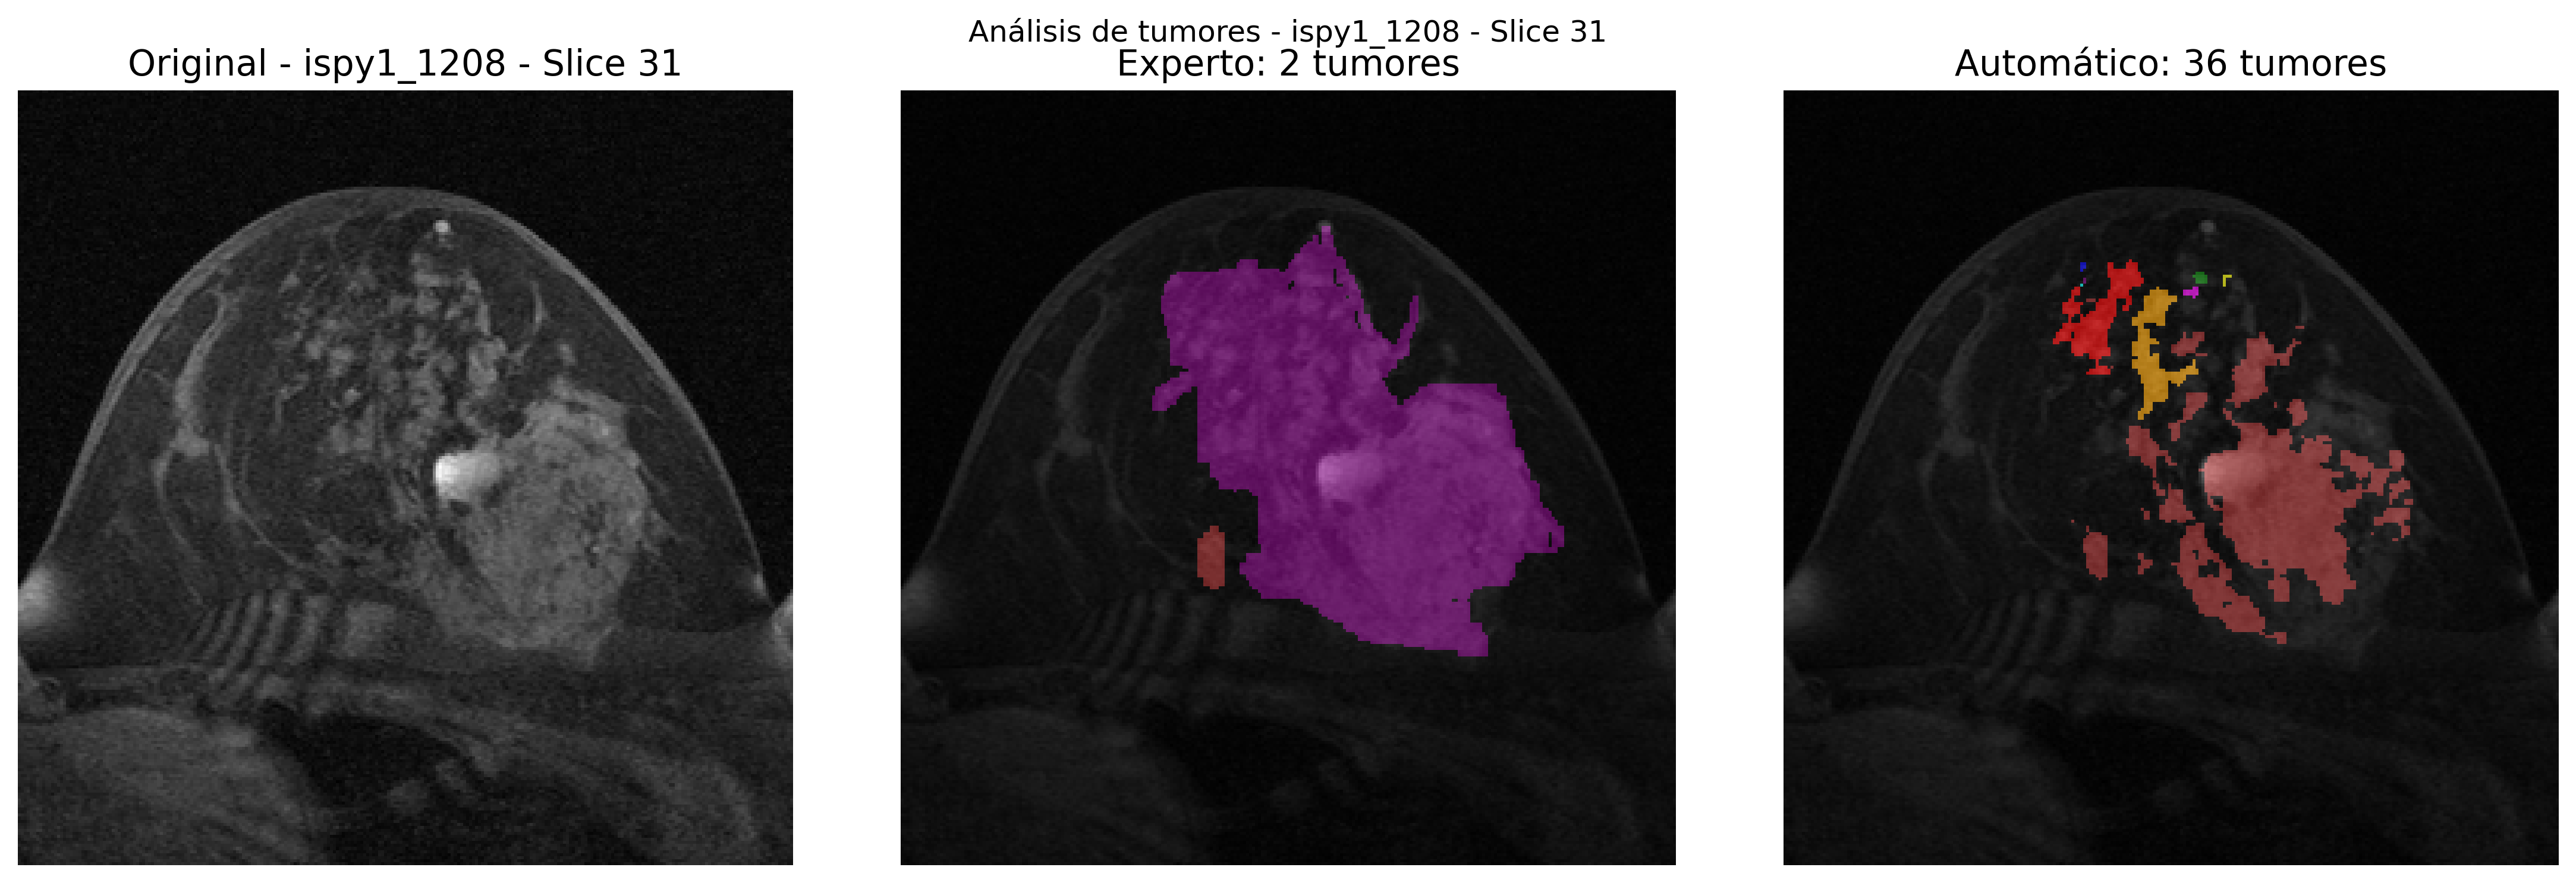 Análisis de tumores - ispy1_1208 - Slice 31
Original - ispy1_1208 - Slice 31
Experto: 2 tumores
Automático: 36 tumores